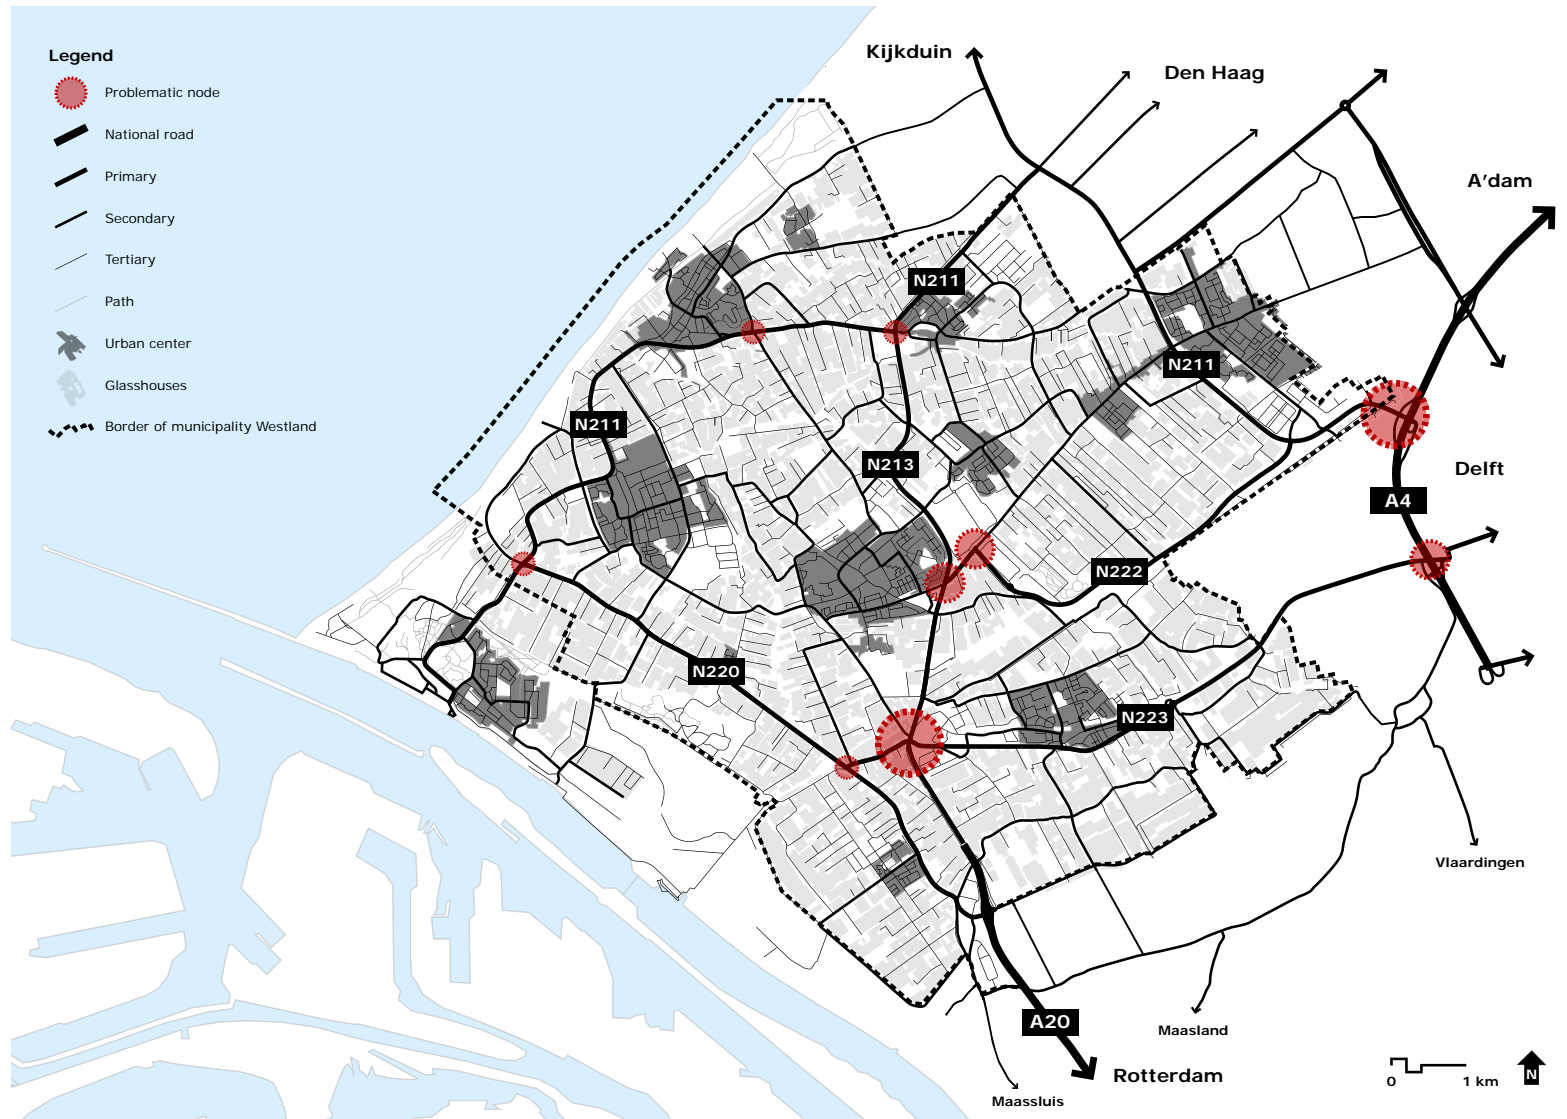 Legend
Problematic node
National road
Primary
Secondary
Tertiary
Path
Urban center
Glasshouses
Border of municipality Westland
Kijkduin
Den Haag
A'dam
N211
N211
N211
N213
Delft
A4
N222
N220
N223
Vlaardingen
A20
Maasland
Rotterdam
Maassluis
0 1 km
N